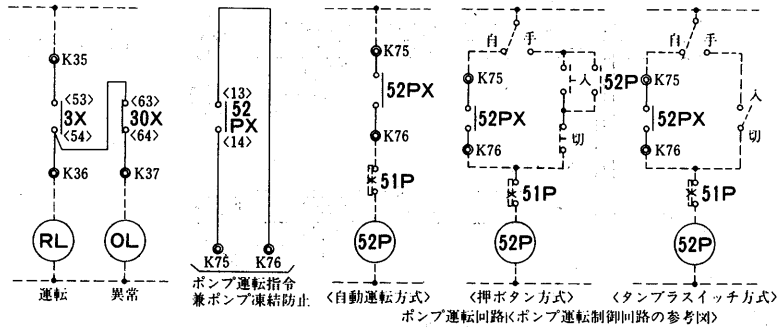 K35
<53>
3X
<54>
K36
RL
運転
<63>
30X
<64>
K37
OL
異常
<13>
52
PX
<14>
K75
K76
ポンプ運転指令
兼ポンプ凍結防止
K75
52PX
K76
51P
52P
<自動運転方式>
自 手
K75
52PX
K76
入
52P
切
51P
52P
<押ボタン方式>
自 手
K75
52PX
K76
入
切
51P
52P
<タンブラスイッチ方式>
ポンプ運転回路<ポンプ運転制御回路の参考図>